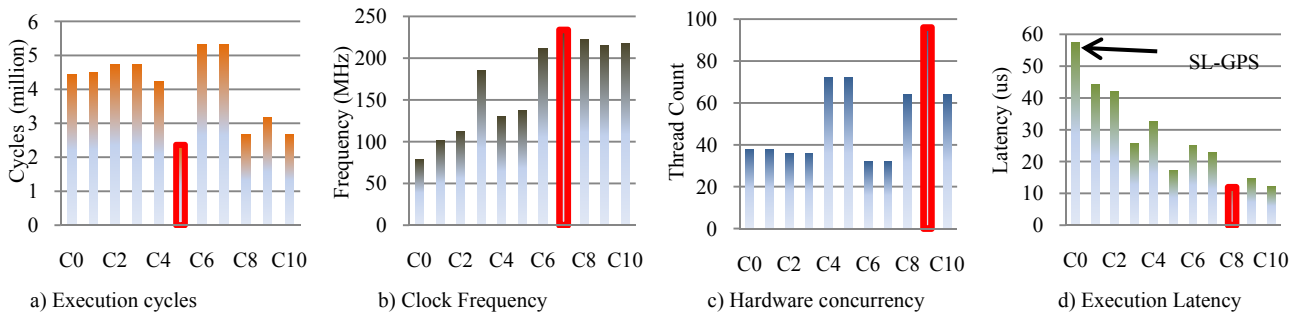 Cycles (million)
6
5
4
3
2
1
0
C0 C2 C4 C6 C8 C10
a) Execution cycles
Frequency (MHz)
250
200
150
100
50
0
C0 C2 C4 C6 C8 C10
b) Clock Frequency
Thread Count
100
80
60
40
20
0
C0 C2 C4 C6 C8 C10
c) Hardware concurrency
Latency (us)
60
50
40
30
20
10
0
SL-GPS
C0 C2 C4 C6 C8 C10
d) Execution Latency